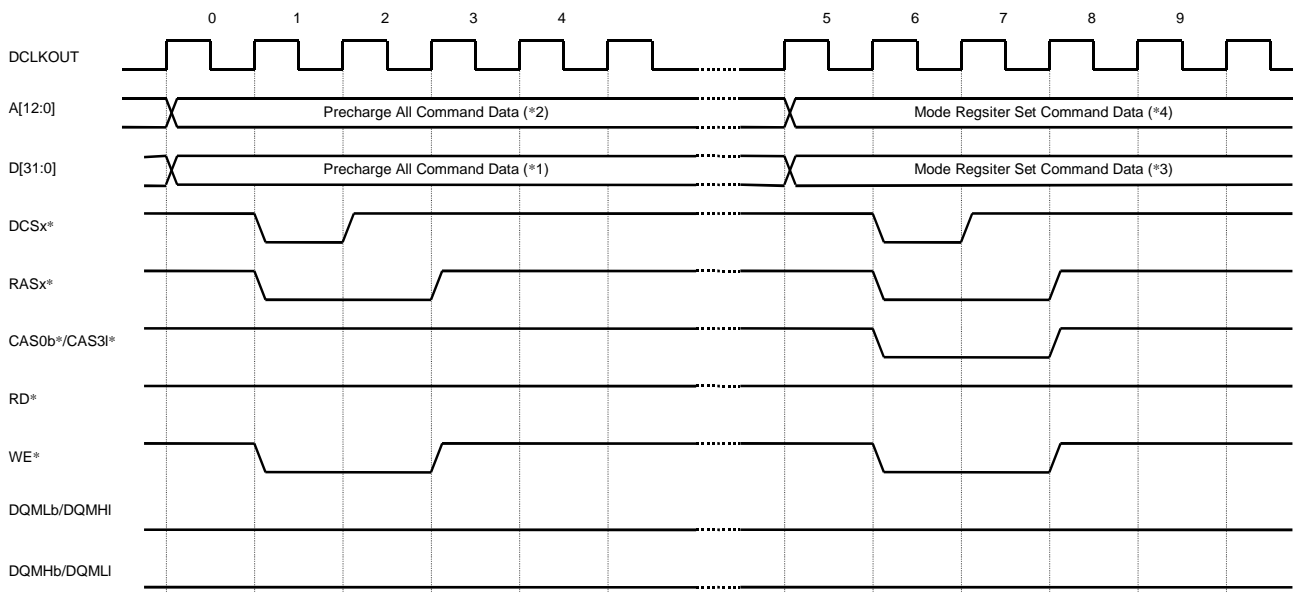 0 1 2 3 4 5 6 7 8 9
DCLKOUT
A[12:0] Precharge All Command Data (*2) Mode Regsiter Set Command Data (*4)
D[31:0] Precharge All Command Data (*1) Mode Regsiter Set Command Data (*3)
DCSx*
RASx*
CAS0b*/CAS3l*
RD*
WE*
DQMLb/DQMHl
DQMHb/DQMLl